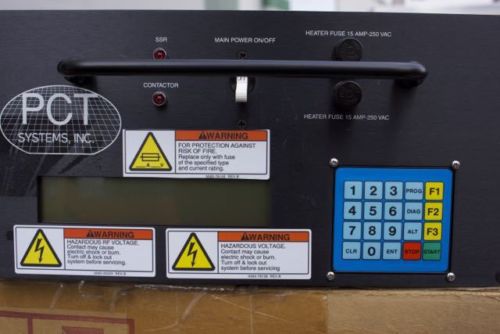 SSR
MAIN POWER ON/OFF
HEATER FUSE 15 AMP-250 VAC
CONTACTOR
HEATER FUSE 15 AMP-250 VAC
PCT
SYSTEMS, INC.
WARNING
FOR PROTECTION AGAINST
RISK OF FIRE.
Replace only with fuse
of the specified type
and current rating.
WARNING
HAZARDOUS RF VOLTAGE.
Contact may cause
electric shock or burn.
Turn off & lock out
system before servicing.
WARNING
HAZARDOUS VOLTAGE.
Contact may cause
electric shock or burn.
Turn off & lock out
system before servicing.
1 2 3 PROG F1
4 5 6 DIAG F2
7 8 9 ALT F3
CLR 0 ENT STOP START